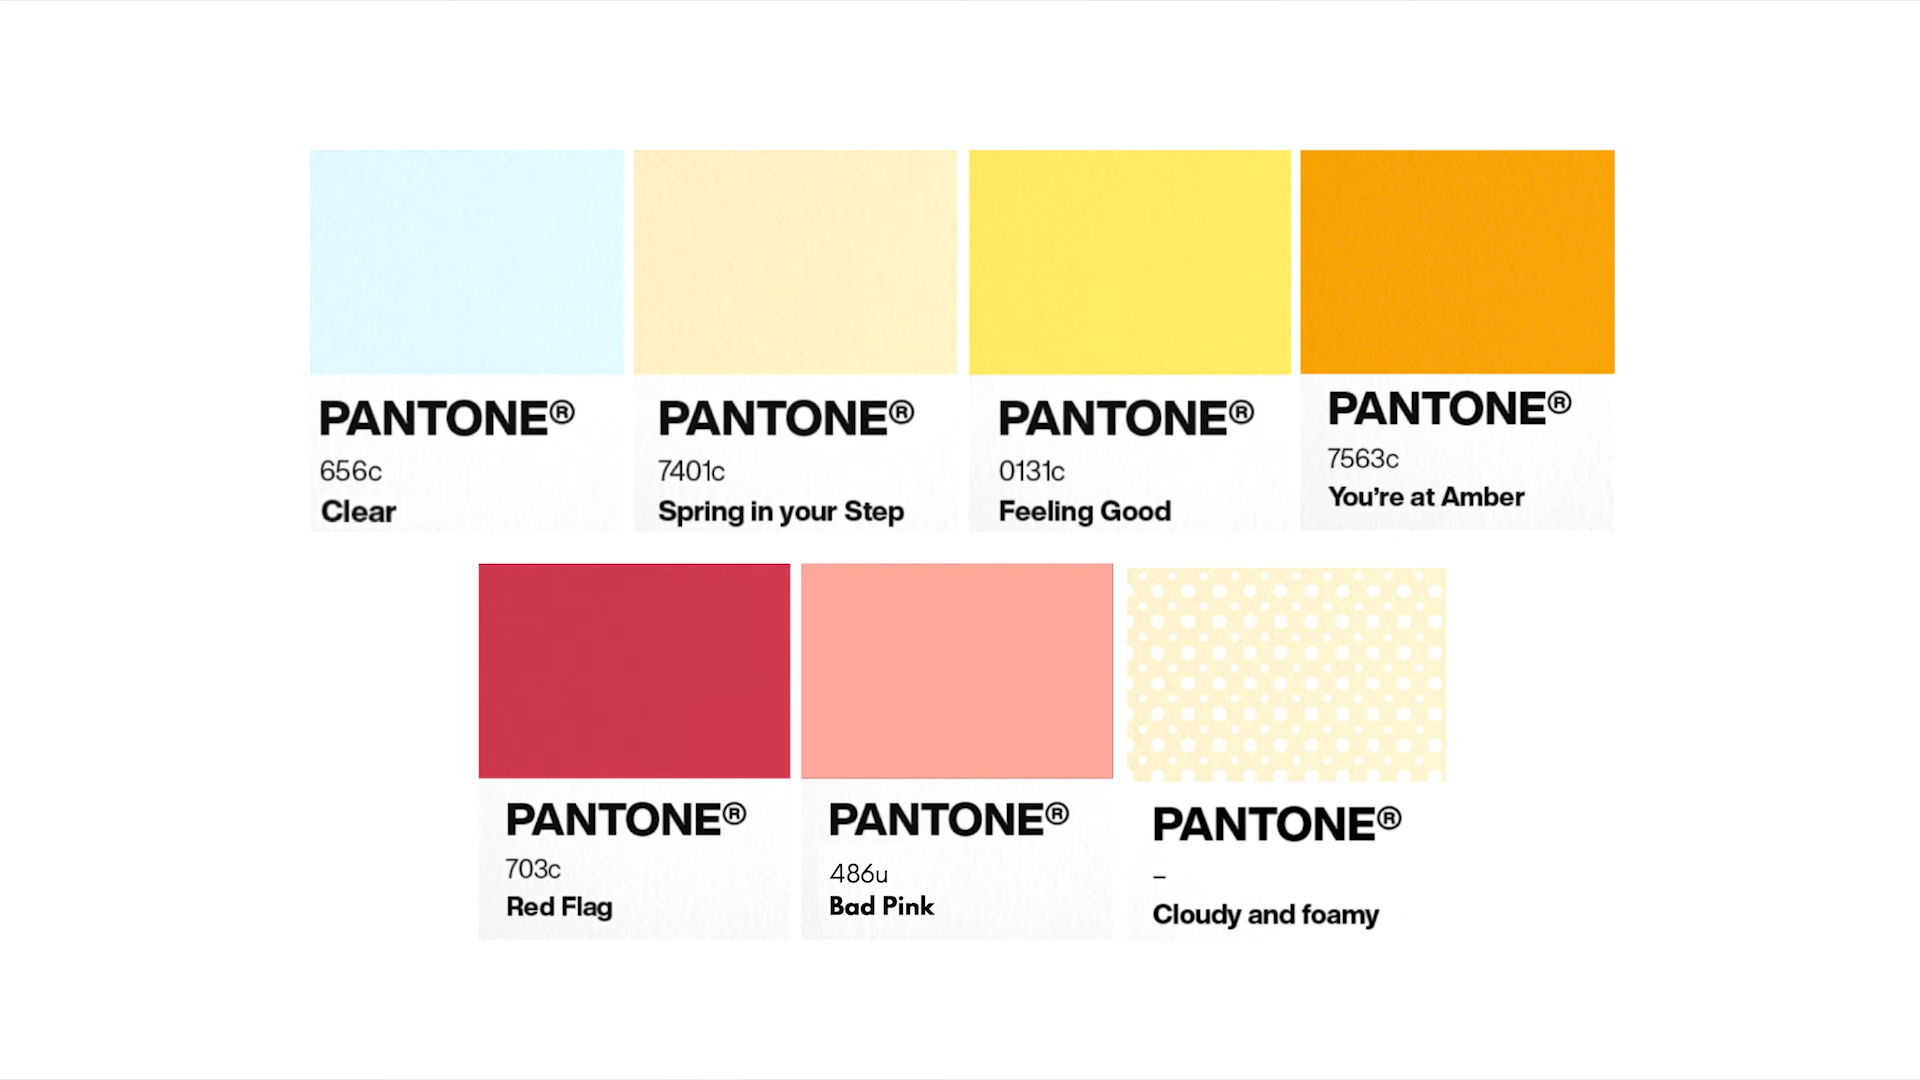 PANTONE®
656c
Clear
PANTONE®
7401c
Spring in your Step
PANTONE®
0131c
Feeling Good
PANTONE®
7563c
You’re at Amber
PANTONE®
703c
Red Flag
PANTONE®
486u
Bad Pink
PANTONE®
–
Cloudy and foamy